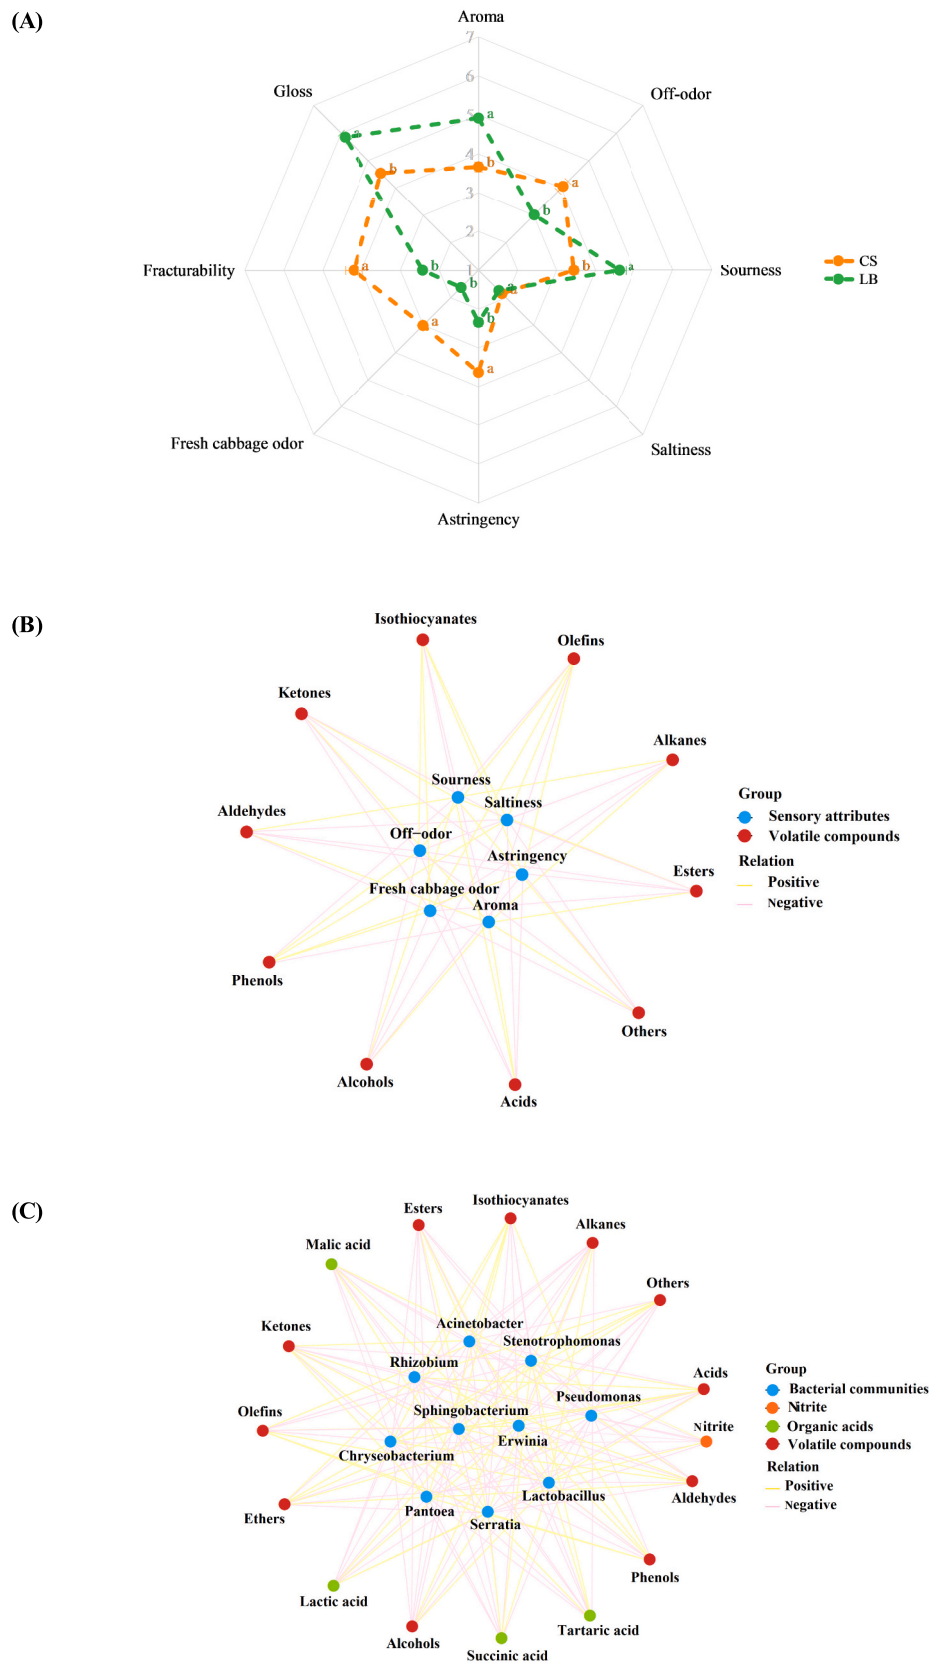 (A)
Aroma
7
6
5
4
3
2
1
Gloss
Off-odor
Fracturability
Sourness
Fresh cabbage odor
Saltiness
Astringency
a
a
b
b
a
b
a
b
b
a
b
a
a
b
a
CS
LB
(B)
Isothiocyanates
Olefins
Ketones
Alkanes
Sourness
Saltiness
Aldehydes
Off-odor
Astringency
Esters
Fresh cabbage odor
Aroma
Phenols
Others
Alcohols
Acids
Group
Sensory attributes
Volatile compounds
Relation
Positive
Negative
(C)
Isothiocyanates
Esters
Alkanes
Malic acid
Others
Acinetobacter
Ketones
Stenotrophomonas
Rhizobium
Acids
Pseudomonas
Olefins
Sphingobacterium
Nitrite
Erwinia
Chryseobacterium
Lactobacillus
Aldehydes
Pantoea
Ethers
Serratia
Phenols
Lactic acid
Tartaric acid
Alcohols
Succinic acid
Group
Bacterial communities
Nitrite
Organic acids
Volatile compounds
Relation
Positive
Negative